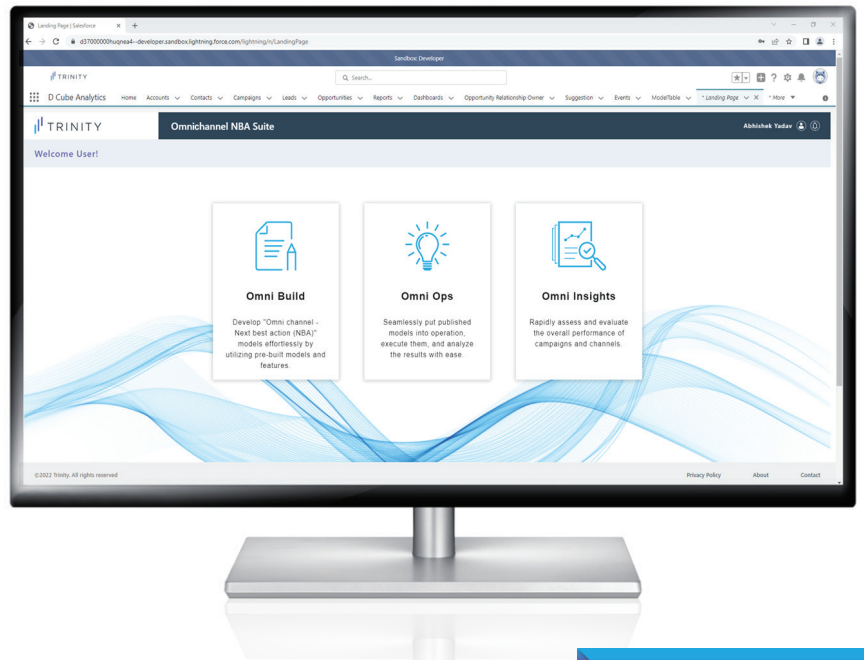 Landing Page | Salesforce
d37000000huqnea4--developer.sandbox.lightning.force.com/lightning/n/LandingPage
Sandbox: Developer
TRINITY
Search...
D Cube Analytics Home Accounts Contacts Campaigns Leads Opportunities Reports Dashboards Opportunity Relationship Owner Suggestion Events ModelTable * Landing Page * More
TRINITY Omnichannel NBA Suite Abhishek Yadav
Welcome User!
Omni Build
Develop "Omni channel -
Next best action (NBA)"
models effortlessly by
utilizing pre-built models and
features.
Omni Ops
Seamlessly put published
models into operation,
execute them, and analyze
the results with ease.
Omni Insights
Rapidly assess and evaluate
the overall performance of
campaigns and channels.
©2022 Trinity. All rights reserved Privacy Policy About Contact